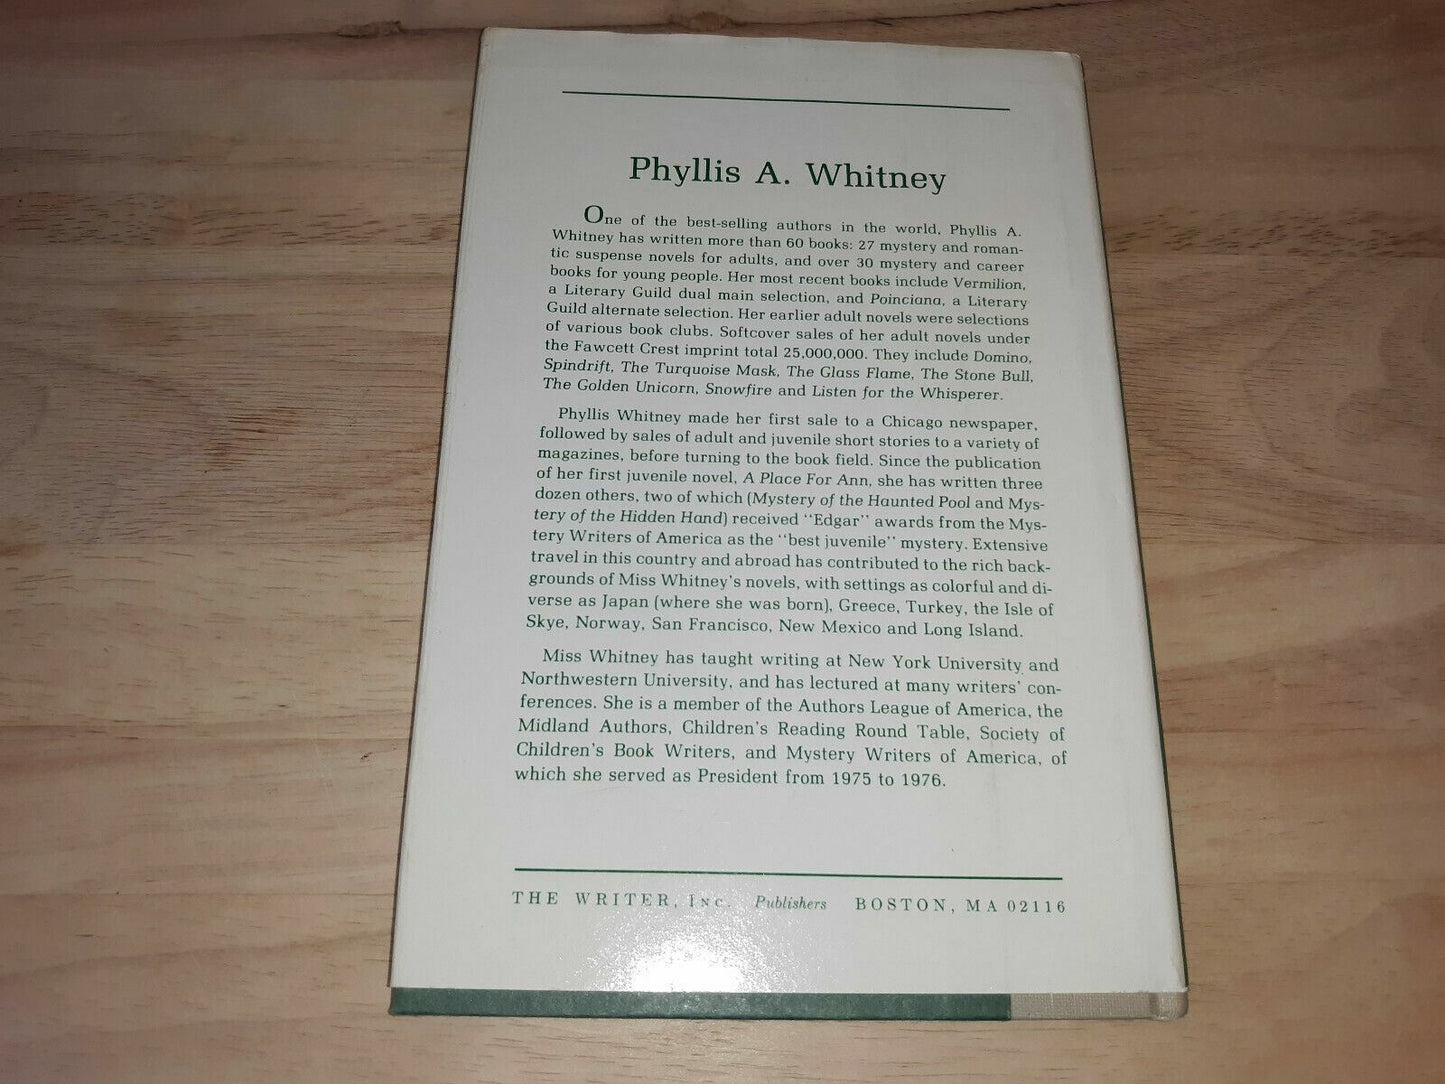 Phyllis A. Whitney
One of the best-selling authors in the world, Phyllis A.
Whitney has written more than 60 books: 27 mystery and roman-
tic suspense novels for adults, and over 30 mystery and career
books for young people. Her most recent books include Vermilion,
a Literary Guild dual main selection, and Poinciana, a Literary
Guild alternate selection. Her earlier adult novels were selections
of various book clubs. Softcover sales of her adult novels under
the Fawcett Crest imprint total 25,000,000. They include Domino,
Spindrift, The Turquoise Mask, The Glass Flame, The Stone Bull,
The Golden Unicorn, Snowfire and Listen for the Whisperer.
Phyllis Whitney made her first sale to a Chicago newspaper,
followed by sales of adult and juvenile short stories to a variety of
magazines, before turning to the book field. Since the publication
of her first juvenile novel, A Place For Ann, she has written three
dozen others, two of which (Mystery of the Haunted Pool and Mys-
tery of the Hidden Hand) received "Edgar" awards from the Mys-
tery Writers of America as the "best juvenile" mystery. Extensive
travel in this country and abroad has contributed to the rich back-
grounds of Miss Whitney's novels, with settings as colorful and di-
verse as Japan (where she was born), Greece, Turkey, the Isle of
Skye, Norway, San Francisco, New Mexico and Long Island.
Miss Whitney has taught writing at New York University and
Northwestern University, and has lectured at many writers' con-
ferences. She is a member of the Authors League of America, the
Midland Authors, Children's Reading Round Table, Society of
Children's Book Writers, and Mystery Writers of America, of
which she served as President from 1975 to 1976.
THE WRITER, INC. Publishers BOSTON, MA 02116